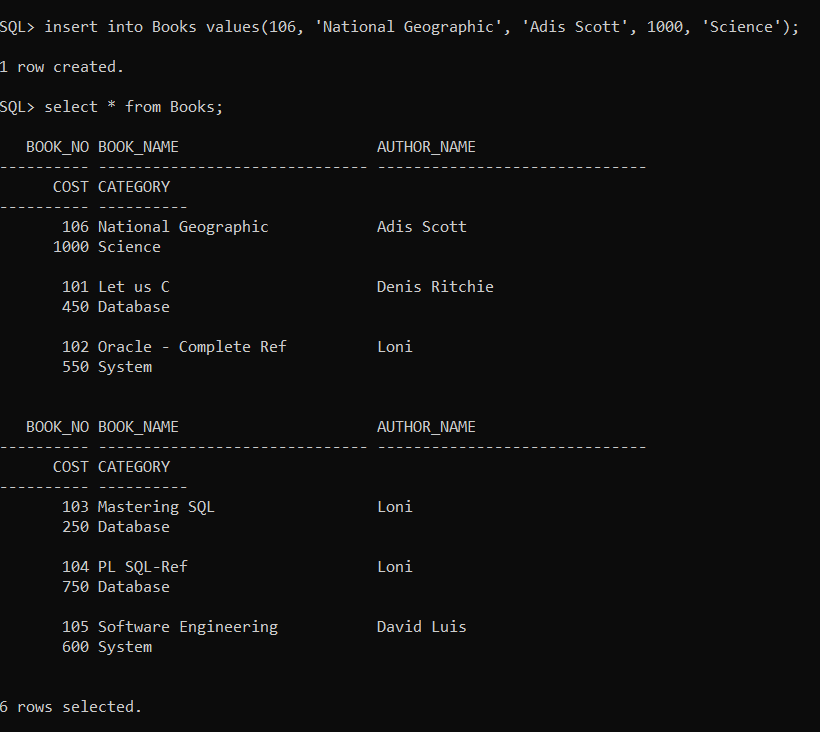 SQL> insert into Books values(106, 'National Geographic', 'Adis Scott', 1000, 'Science');
1 row created.
SQL> select * from Books;
BOOK_NO BOOK_NAME AUTHOR_NAME
---------- ------------------------------ ------------------------------
COST CATEGORY
---------- ----------
106 National Geographic Adis Scott
1000 Science
101 Let us C Denis Ritchie
450 Database
102 Oracle - Complete Ref Loni
550 System
BOOK_NO BOOK_NAME AUTHOR_NAME
---------- ------------------------------ ------------------------------
COST CATEGORY
---------- ----------
103 Mastering SQL Loni
250 Database
104 PL SQL-Ref Loni
750 Database
105 Software Engineering David Luis
600 System
6 rows selected.